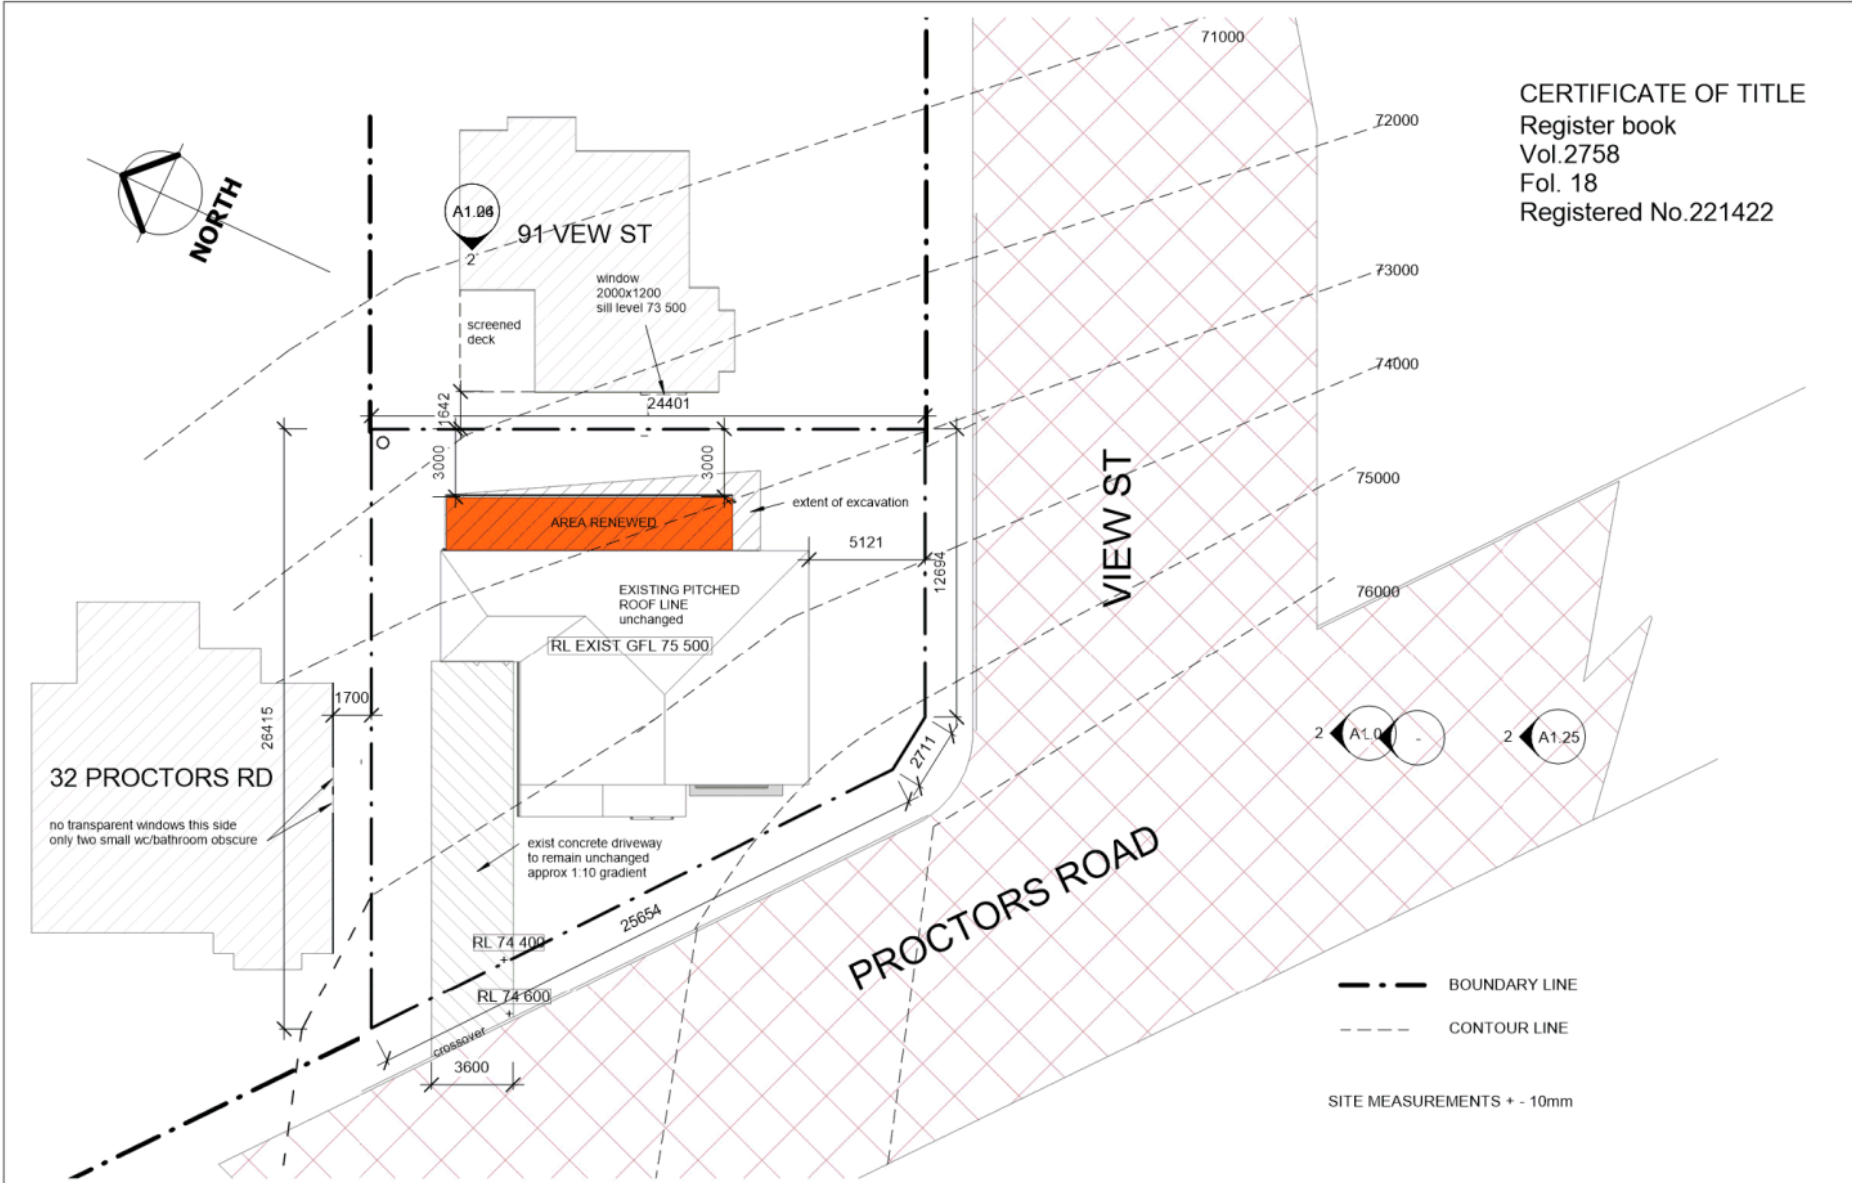 71000
CERTIFICATE OF TITLE
Register book
Vol.2758
Fol. 18
Registered No.221422
72000
NORTH
2
91 VEW ST
window
2000x1200
sill level 73 500
73000
screened
deck
74000
1642
24401
3000
3000
75000
extent of excavation
AREA RENEWED
5121
VIEW ST
12694
EXISTING PITCHED
ROOF LINE
unchanged
RL EXIST GFL 75 500
76000
1700
26415
2711
2
2
A1.25
32 PROCTORS RD
no transparent windows this side
only two small wc/bathroom obscure
exist concrete driveway
to remain unchanged
approx 1:10 gradient
25654
PROCTORS ROAD
RL 74 400
RL 74 600
crossover
3600
BOUNDARY LINE
CONTOUR LINE
SITE MEASUREMENTS + - 10mm